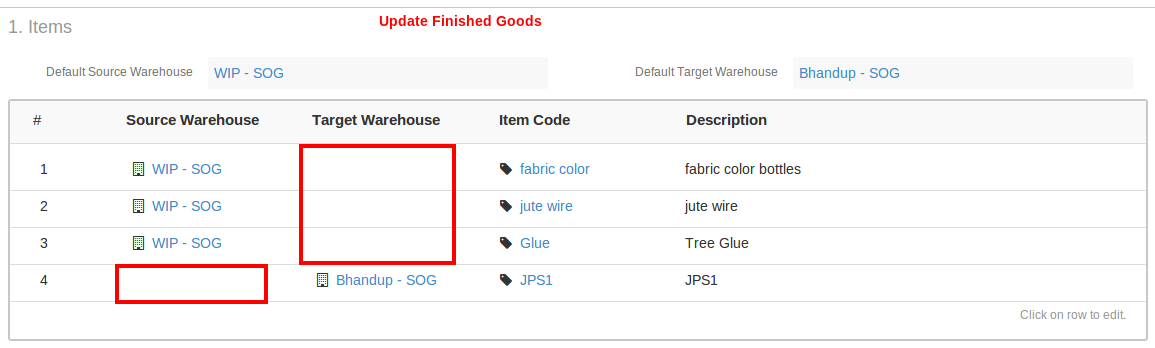 Update Finished Goods
1. Items
Default Source Warehouse WIP - SOG Default Target Warehouse Bhandup - SOG
# Source Warehouse Target Warehouse Item Code Description
1 WIP - SOG fabric color fabric color bottles
2 WIP - SOG jute wire jute wire
3 WIP - SOG Glue Tree Glue
4 Bhandup - SOG JPS1 JPS1
Click on row to edit.